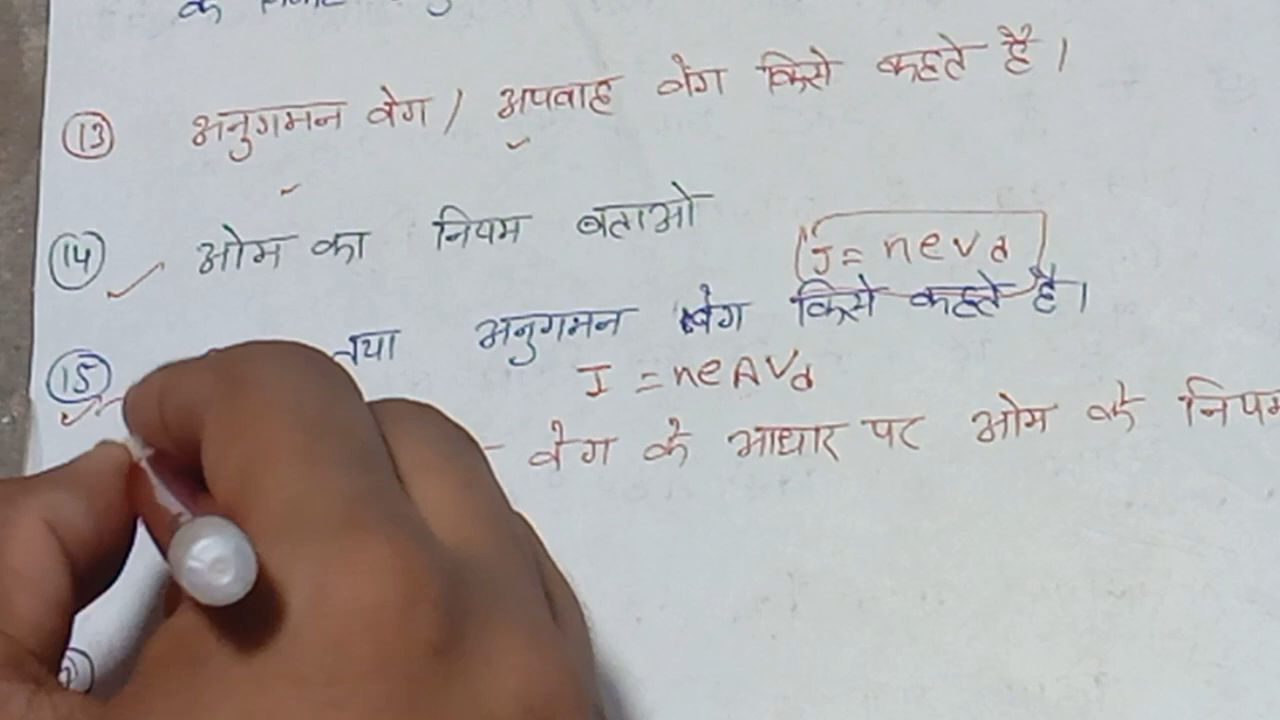 के
(13) अनुगमन वेग / अपवाह वेग किसे कहते है।
(14) ओम का नियम बताओ
J = neVd
(15) तथा अनुगमन वेग किसे कहते है।
I = neAVd
वेग के आधार पर ओम के नियम